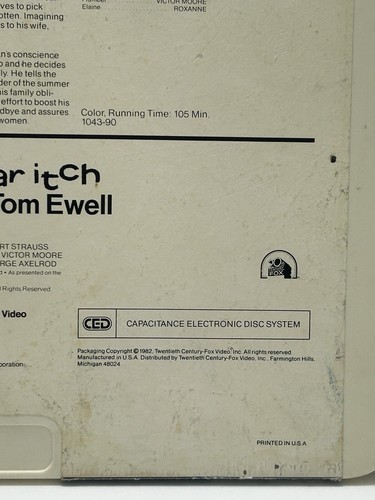 ves to pick
otten. Imagining
s to his wife,
Elaine
VICTOR MOORE
ROXANNE
n's conscience
o and he decides
ly. He tells the
der of the summer
is family obli-
effort to boost his
dbye and assures
women.
Color, Running Time: 105 Min.
1043-90
ar itch
Tom Ewell
RT STRAUSS
VICTOR MOORE
RGE AXELROD
d • As presented on the
l Rights Reserved
Video
FOX
CED CAPACITANCE ELECTRONIC DISC SYSTEM
Packaging Copyright © 1982, Twentieth Century-Fox Video, Inc. All rights reserved
Manufactured in U.S.A. Distributed by Twentieth Century-Fox Video, Inc., Farmington Hills,
Michigan 48024
poration
PRINTED IN U.S.A